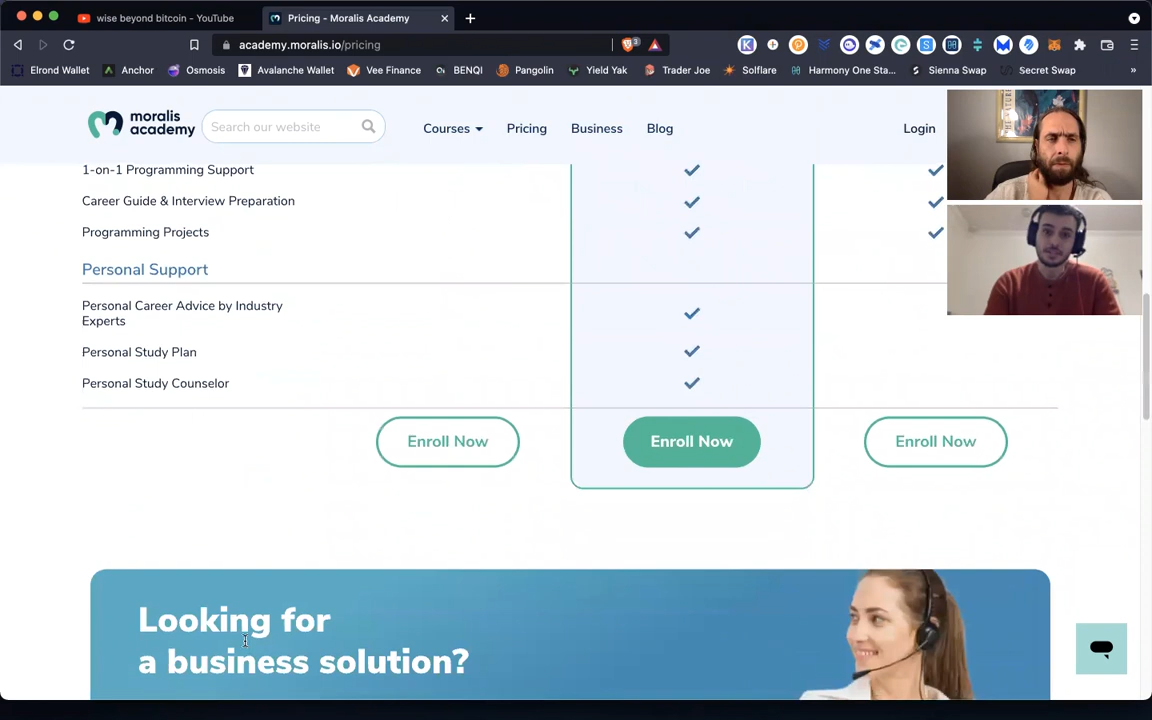 wise beyond bitcoin - YouTube
Pricing - Moralis Academy
academy.moralis.io/pricing
3
Elrond Wallet
Anchor
Osmosis
Avalanche Wallet
Vee Finance
BENQI
Pangolin
Yield Yak
Trader Joe
Solflare
Harmony One Sta...
Sienna Swap
Secret Swap
»
moralis
academy
Search our website
Courses
Pricing
Business
Blog
Login
1-on-1 Programming Support
Career Guide & Interview Preparation
Programming Projects
Personal Support
Personal Career Advice by Industry
Experts
Personal Study Plan
Personal Study Counselor
Enroll Now
Enroll Now
Enroll Now
Looking for
a business solution?